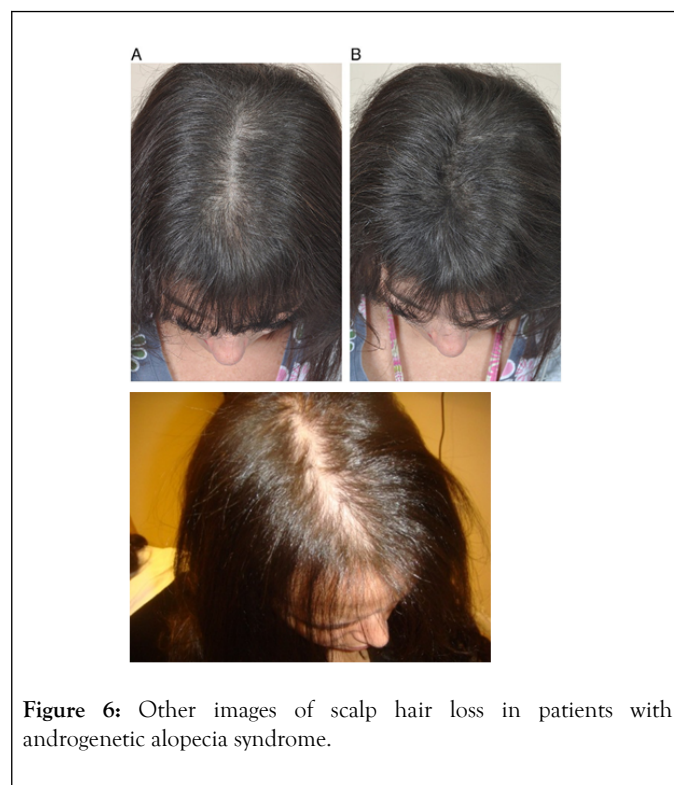 A B
Figure 6: Other images of scalp hair loss in patients with
androgenetic alopecia syndrome.